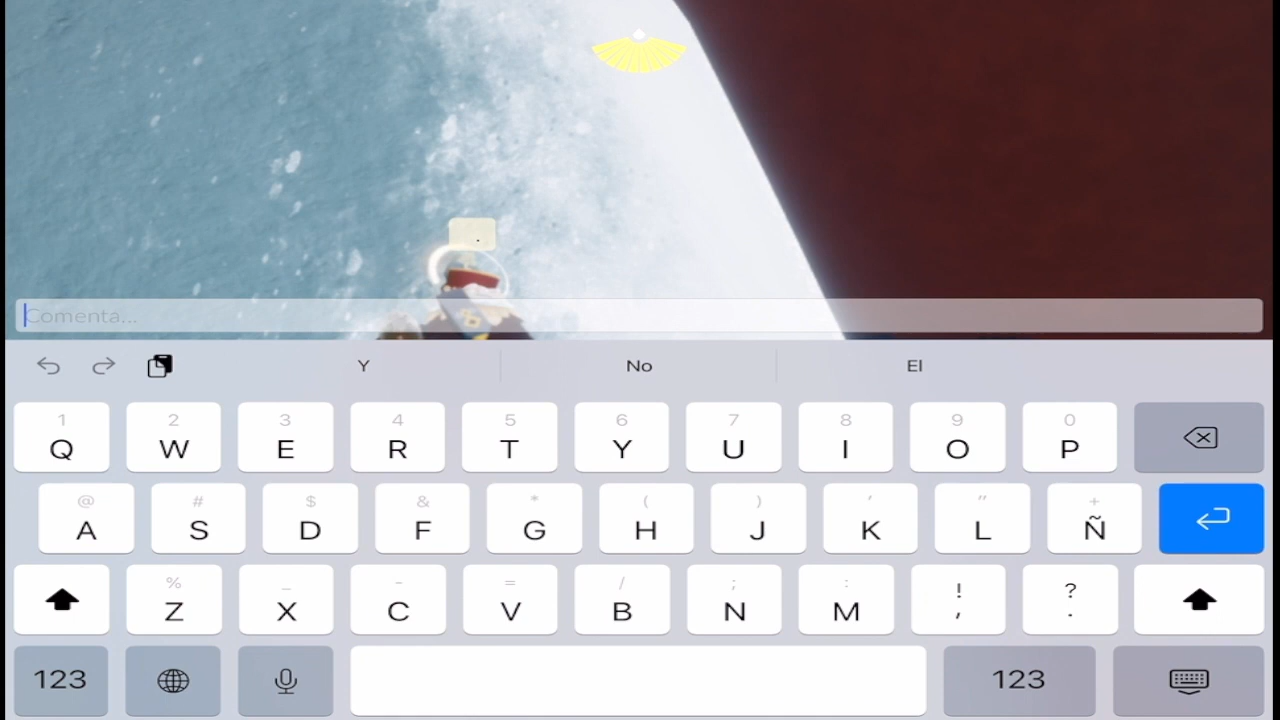 Comenta...
Y No El
1 2 3 4 5 6 7 8 9 0
Q W E R T Y U I O P
@ # $ & * ( ) ' " +
A S D F G H J K L Ñ
% _ - = / ; : ! ?
Z X C V B N M , .
123 123